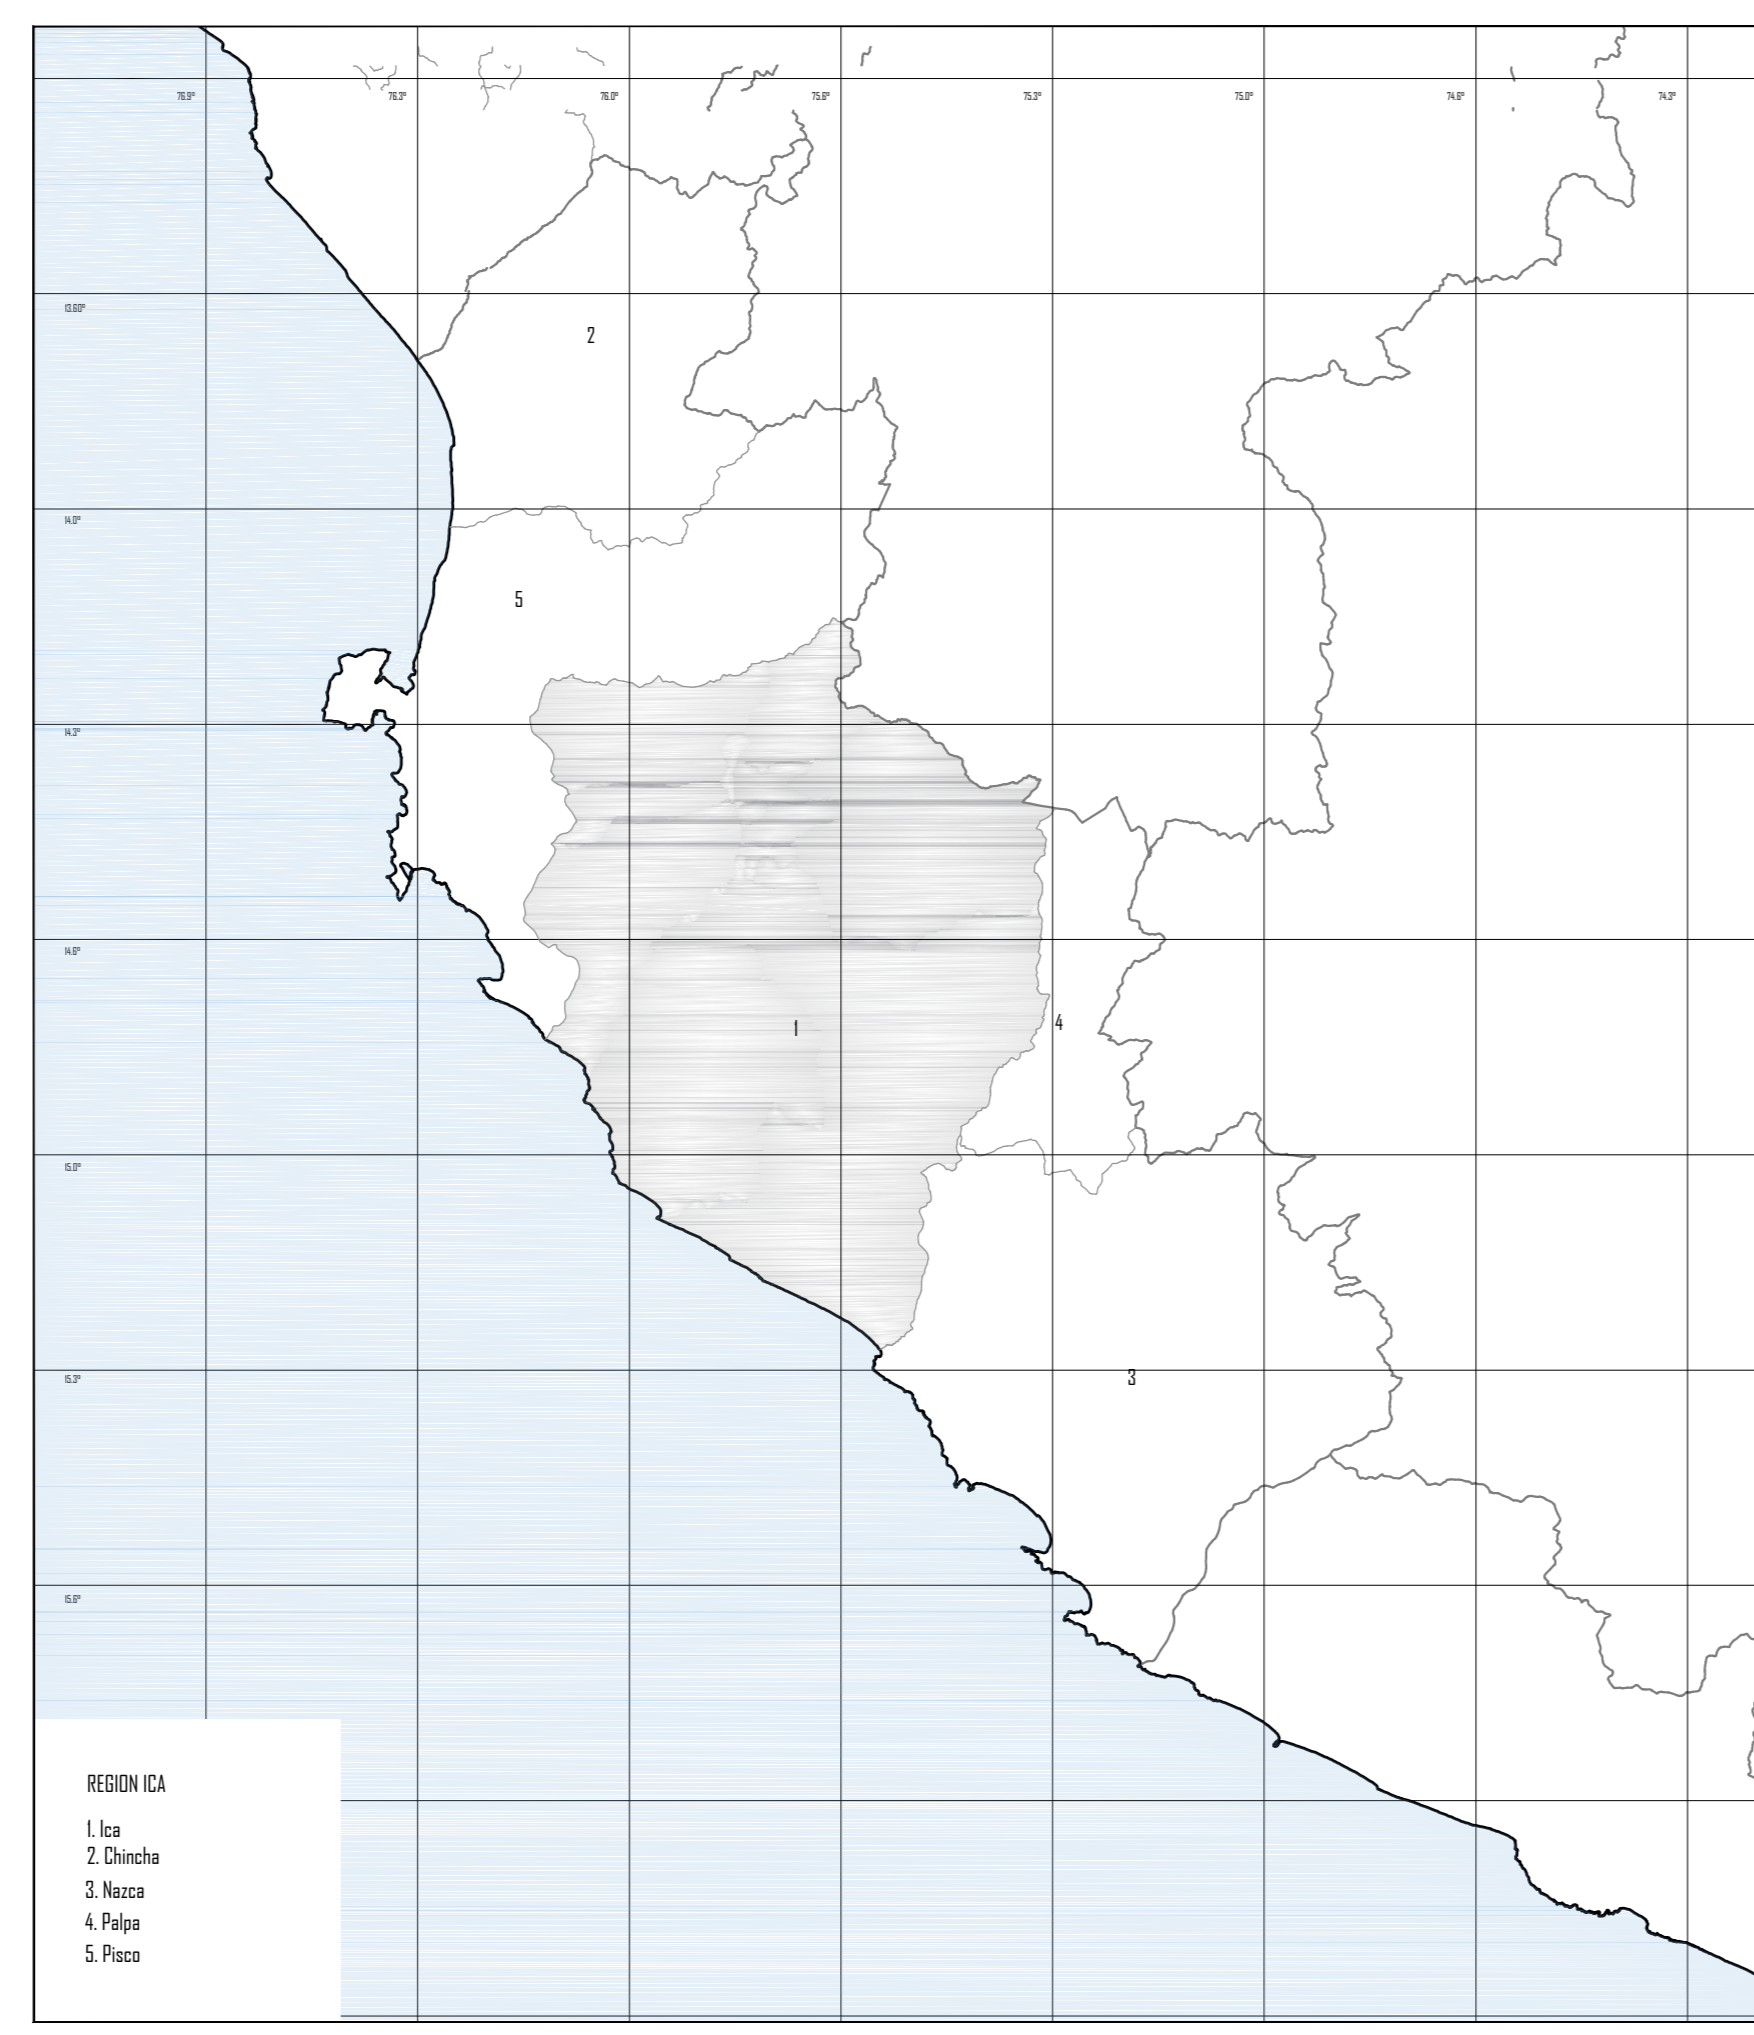 76.9° 76.3° 76.0° 75.6° 75.3° 75.0° 74.6° 74.3°
13.60°
2
14.0°
5
14.3°
14.6°
1
4
15.0°
15.3°
3
15.6°
REGION ICA
1. Ica
2. Chincha
3. Nazca
4. Palpa
5. Pisco